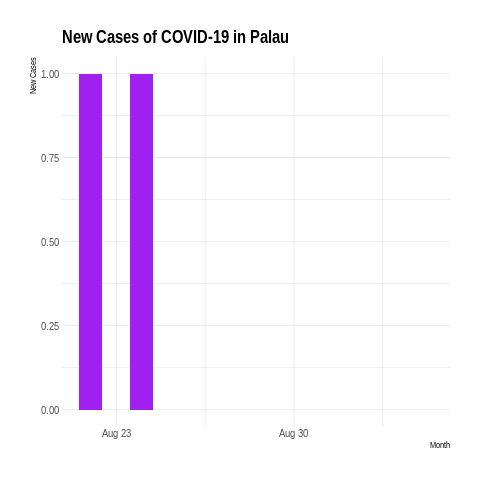 New Cases of COVID-19 in Palau
New Cases
1.00
0.75
0.50
0.25
0.00
Aug 23
Aug 30
Month